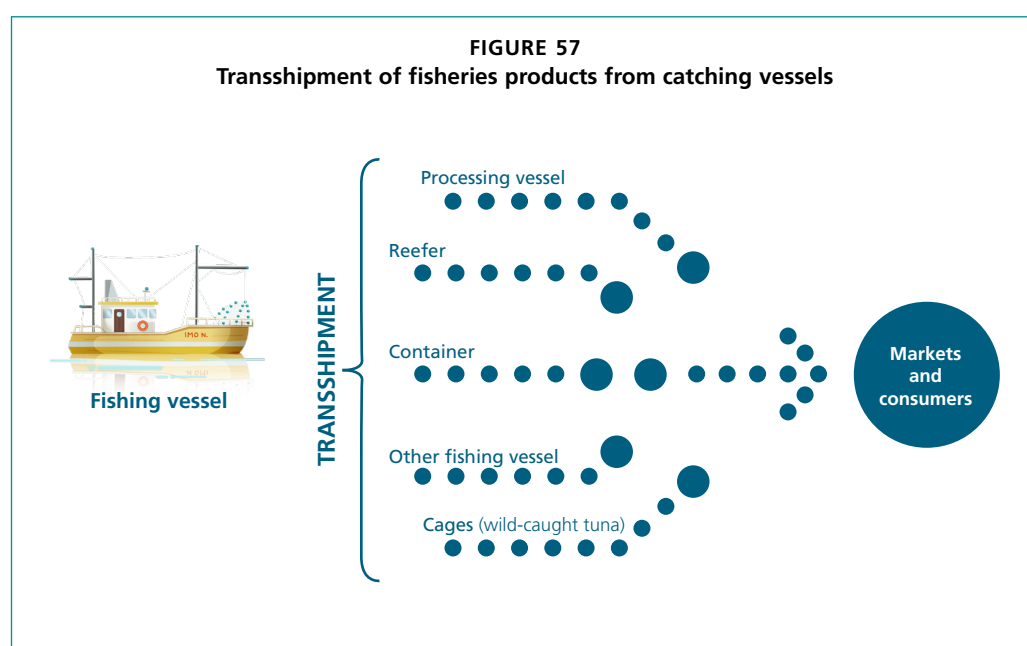 FIGURE 57
Transshipment of fisheries products from catching vessels
IMO N.
Fishing vessel
TRANSSHIPMENT
Processing vessel
Reefer
Container
Other fishing vessel
Cages (wild-caught tuna)
Markets
and
consumers